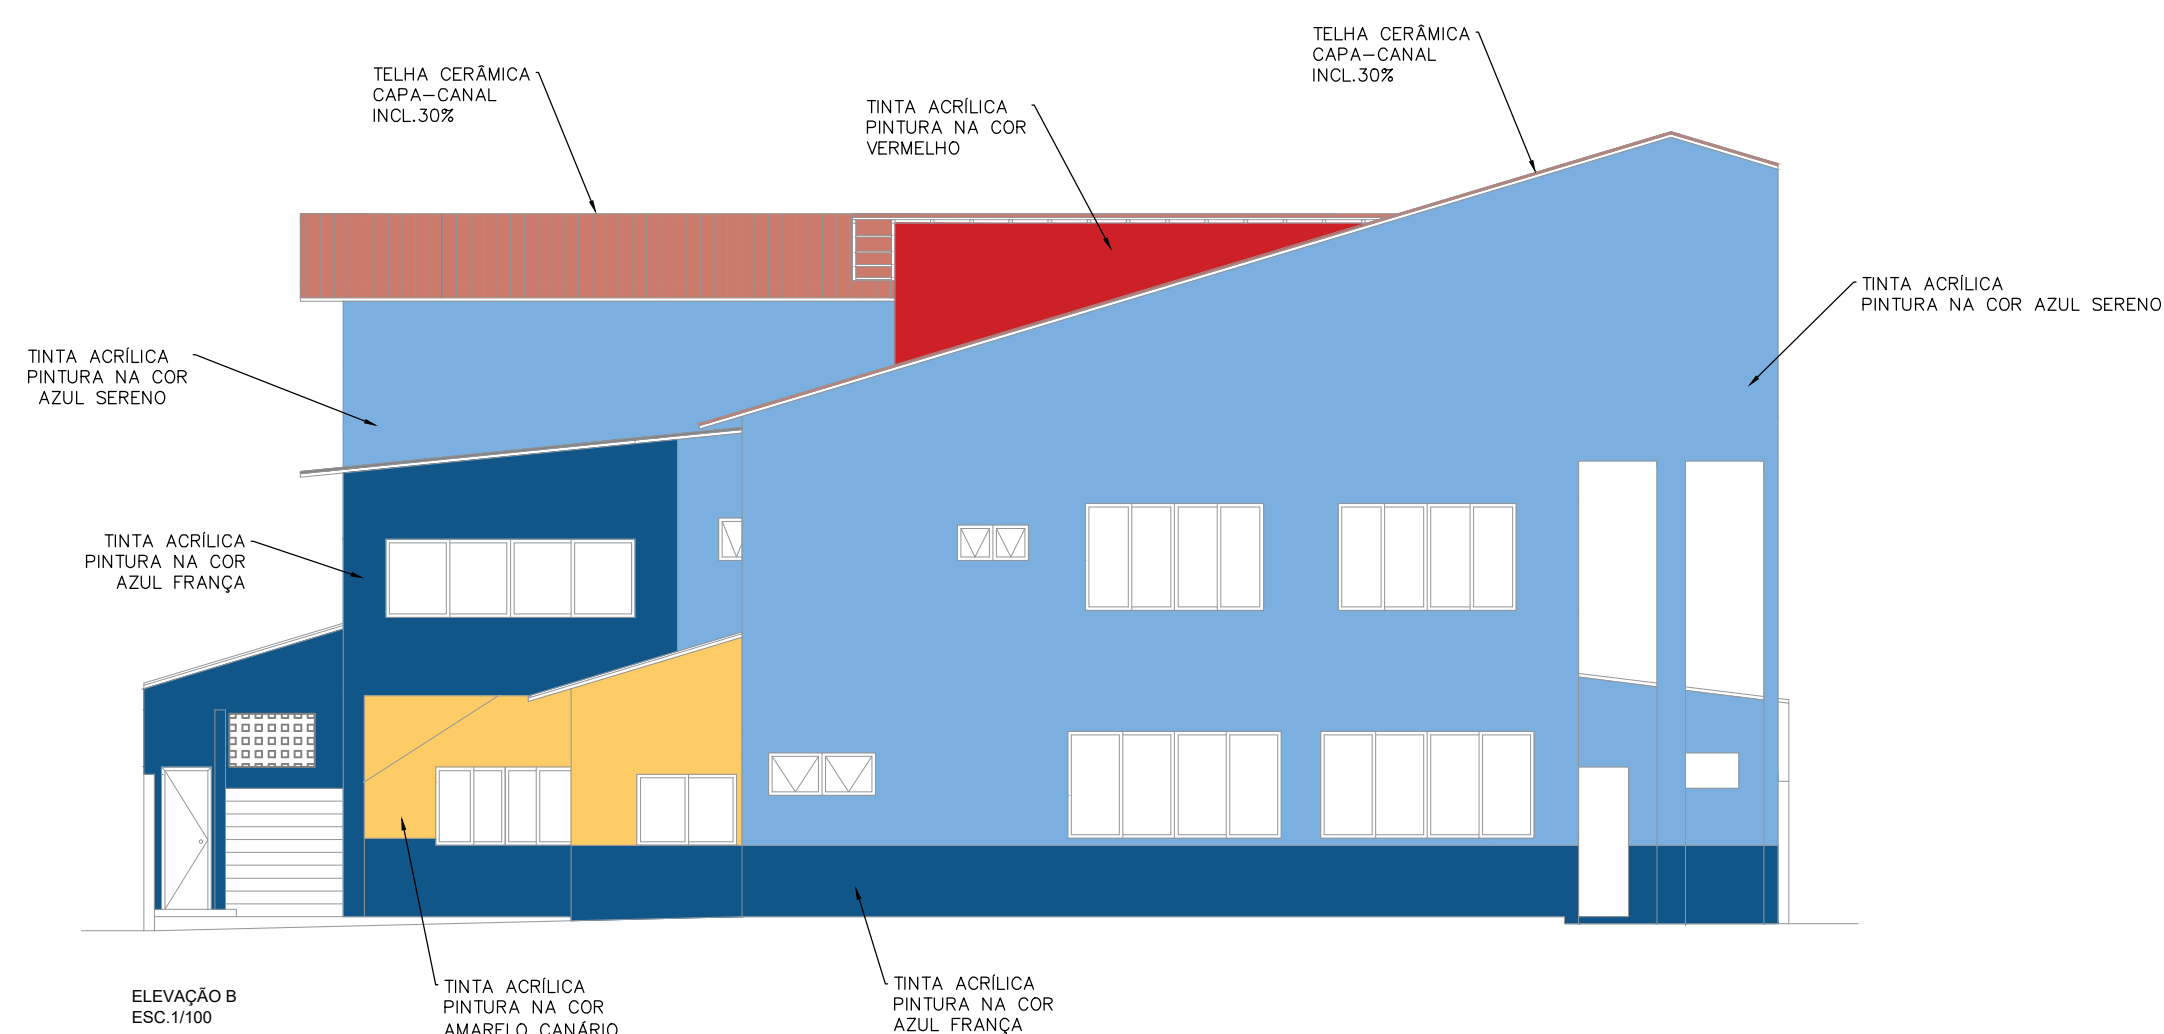 TELHA CERÂMICA
CAPA-CANAL
INCL.30%
TELHA CERÂMICA
CAPA-CANAL
INCL.30%
TINTA ACRÍLICA
PINTURA NA COR
VERMELHO
TINTA ACRÍLICA
PINTURA NA COR AZUL SERENO
TINTA ACRÍLICA
PINTURA NA COR
AZUL SERENO
TINTA ACRÍLICA
PINTURA NA COR
AZUL FRANÇA
ELEVAÇÃO B
ESC.1/100
TINTA ACRÍLICA
PINTURA NA COR
AMARELO CANÁRIO
TINTA ACRÍLICA
PINTURA NA COR
AZUL FRANÇA